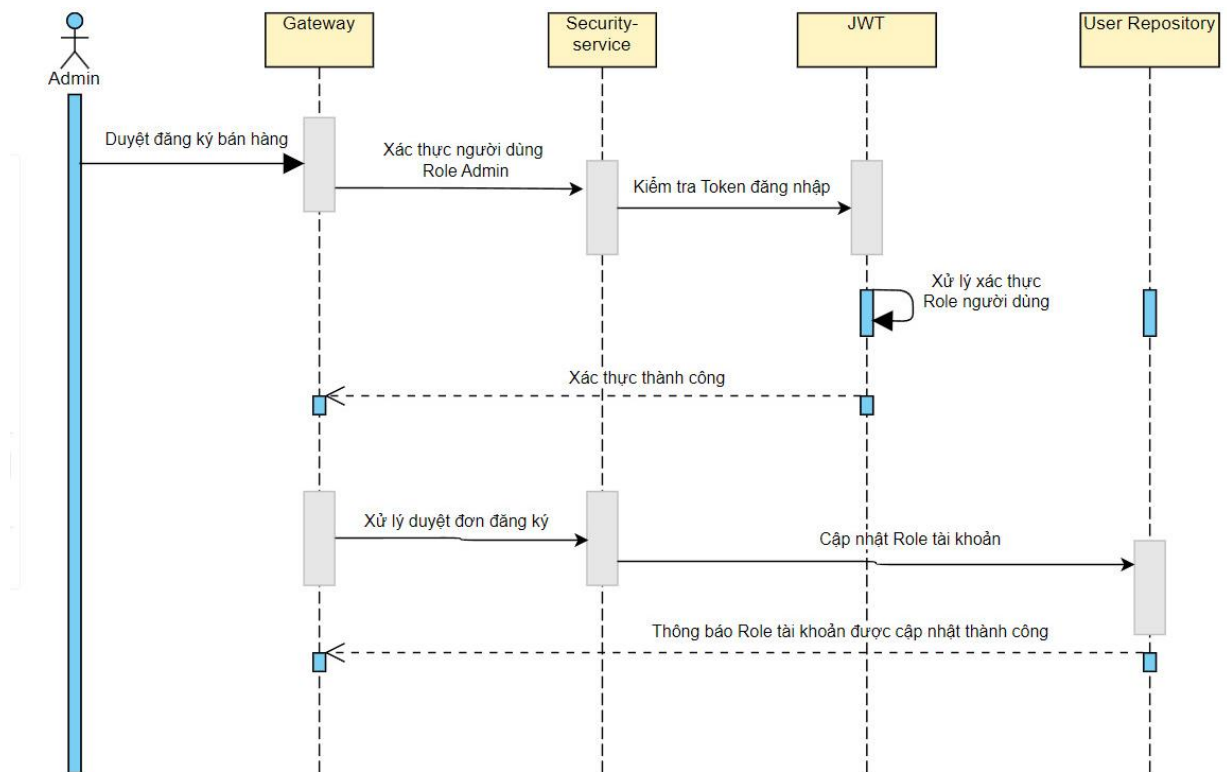 Gateway
Security-
service
JWT
User Repository
Admin
Duyệt đăng ký bán hàng
Xác thực người dùng
Role Admin
Kiểm tra Token đăng nhập
Xử lý xác thực
Role người dùng
Xác thực thành công
Xử lý duyệt đơn đăng ký
Cập nhật Role tài khoản
Thông báo Role tài khoản được cập nhật thành công